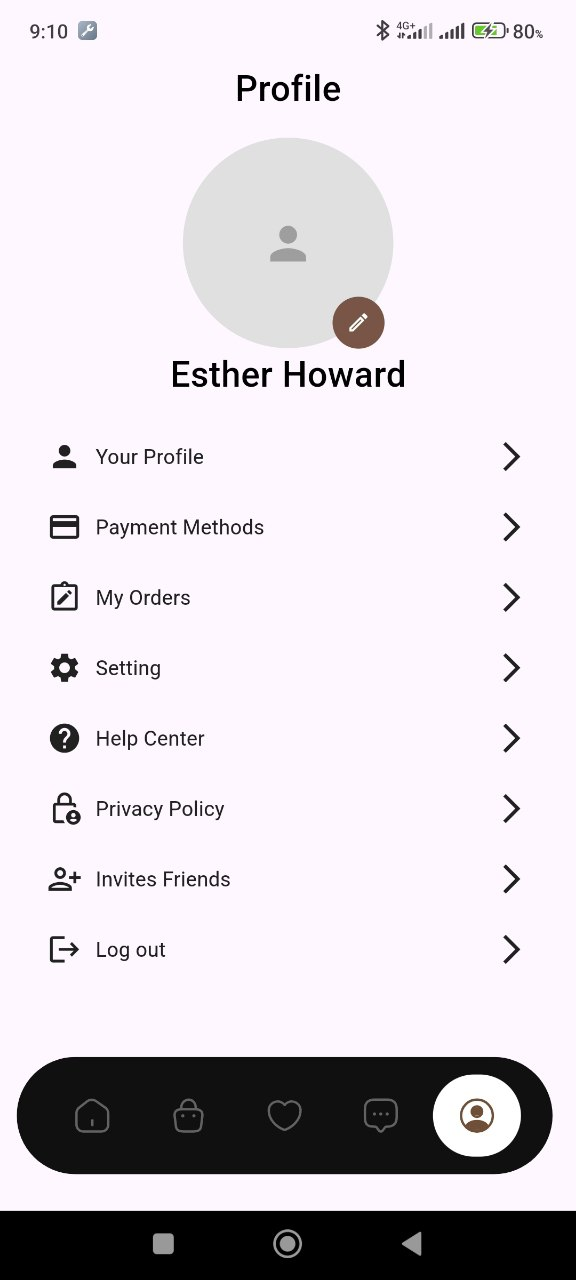 9:10 4G+ 80%
Profile
Esther Howard
Your Profile
Payment Methods
My Orders
Setting
Help Center
Privacy Policy
Invites Friends
Log out